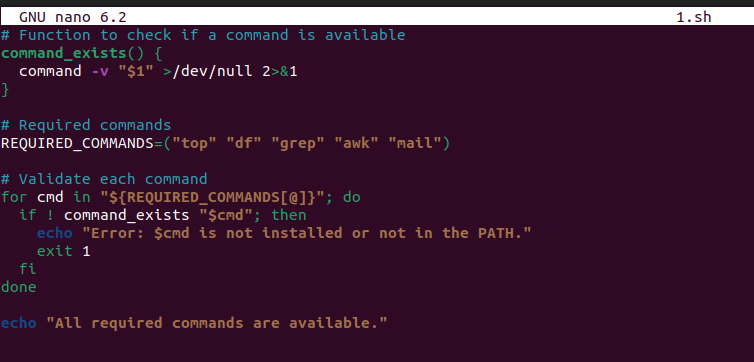 GNU nano 6.2 1.sh
# Function to check if a command is available
command_exists() {
  command -v "$1" >/dev/null 2>&1
}
# Required commands
REQUIRED_COMMANDS=("top" "df" "grep" "awk" "mail")
# Validate each command
for cmd in "${REQUIRED_COMMANDS[@]}"; do
  if ! command_exists "$cmd"; then
    echo "Error: $cmd is not installed or not in the PATH."
    exit 1
  fi
done
echo "All required commands are available."